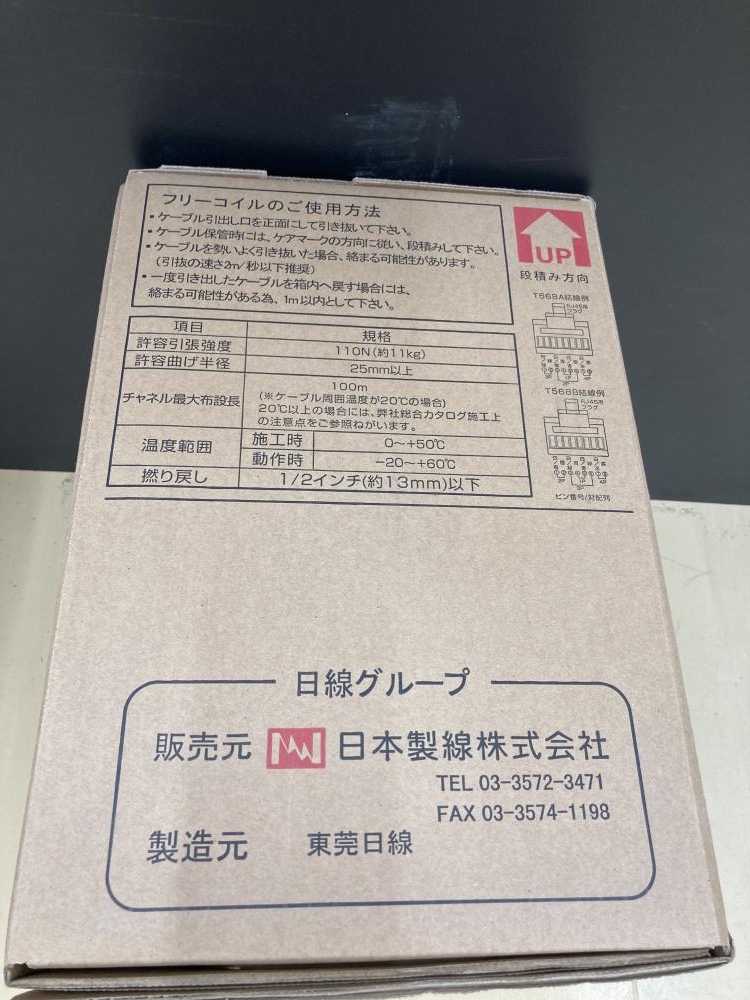 フリーコイルのご使用方法
・ケーブル引出し口を正面にして引き抜いて下さい。
・ケーブル保管時には、ケアマークの方向に従い、段積みして下さい。
・ケーブルを勢いよく引き抜いた場合、絡まる可能性があります。
（引抜の速さ2m/秒以下推奨）
・一度引き出したケーブルを箱内へ戻す場合には、
絡まる可能性がある為、1m以内として下さい。
UP
段積み方向
T568A結線例
RJ45用
プラグ
T568B結線例
RJ45用
プラグ
ピン番号/対配列
項目 規格
許容引張強度 110N(約11kg)
許容曲げ半径 25mm以上
チャネル最大布設長 100m
(※ケーブル周囲温度が20℃の場合)
20℃以上の場合には、弊社総合カタログ施工上
の注意点をご参照ねがいます。
温度範囲 施工時 0～+50℃
動作時 −20～+60℃
撚り戻し 1/2インチ(約13mm)以下
日線グループ
販売元 日本製線株式会社
TEL 03-3572-3471
FAX 03-3574-1198
製造元 東莞日線